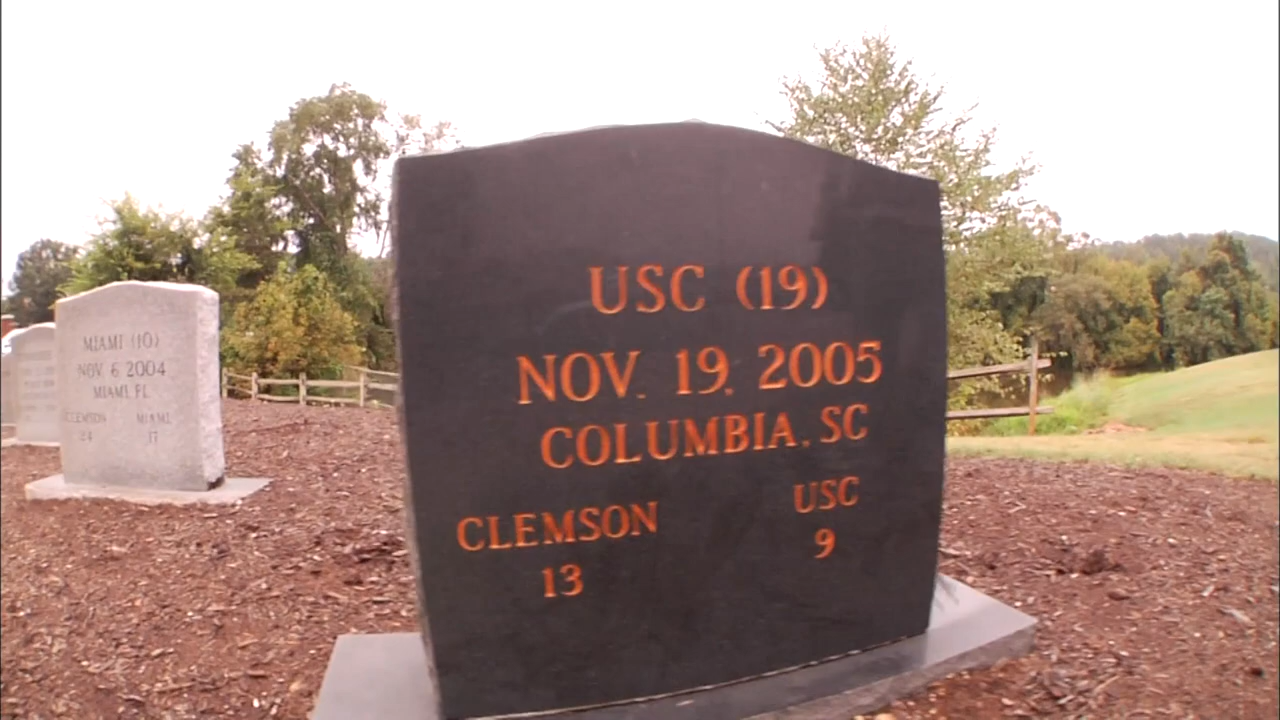 USC (19)
NOV. 19, 2005
COLUMBIA, SC
CLEMSON USC
13 9
MIAMI (10)
NOV 6 2004
MIAMI, FL
CLEMSON MIAMI
24 17